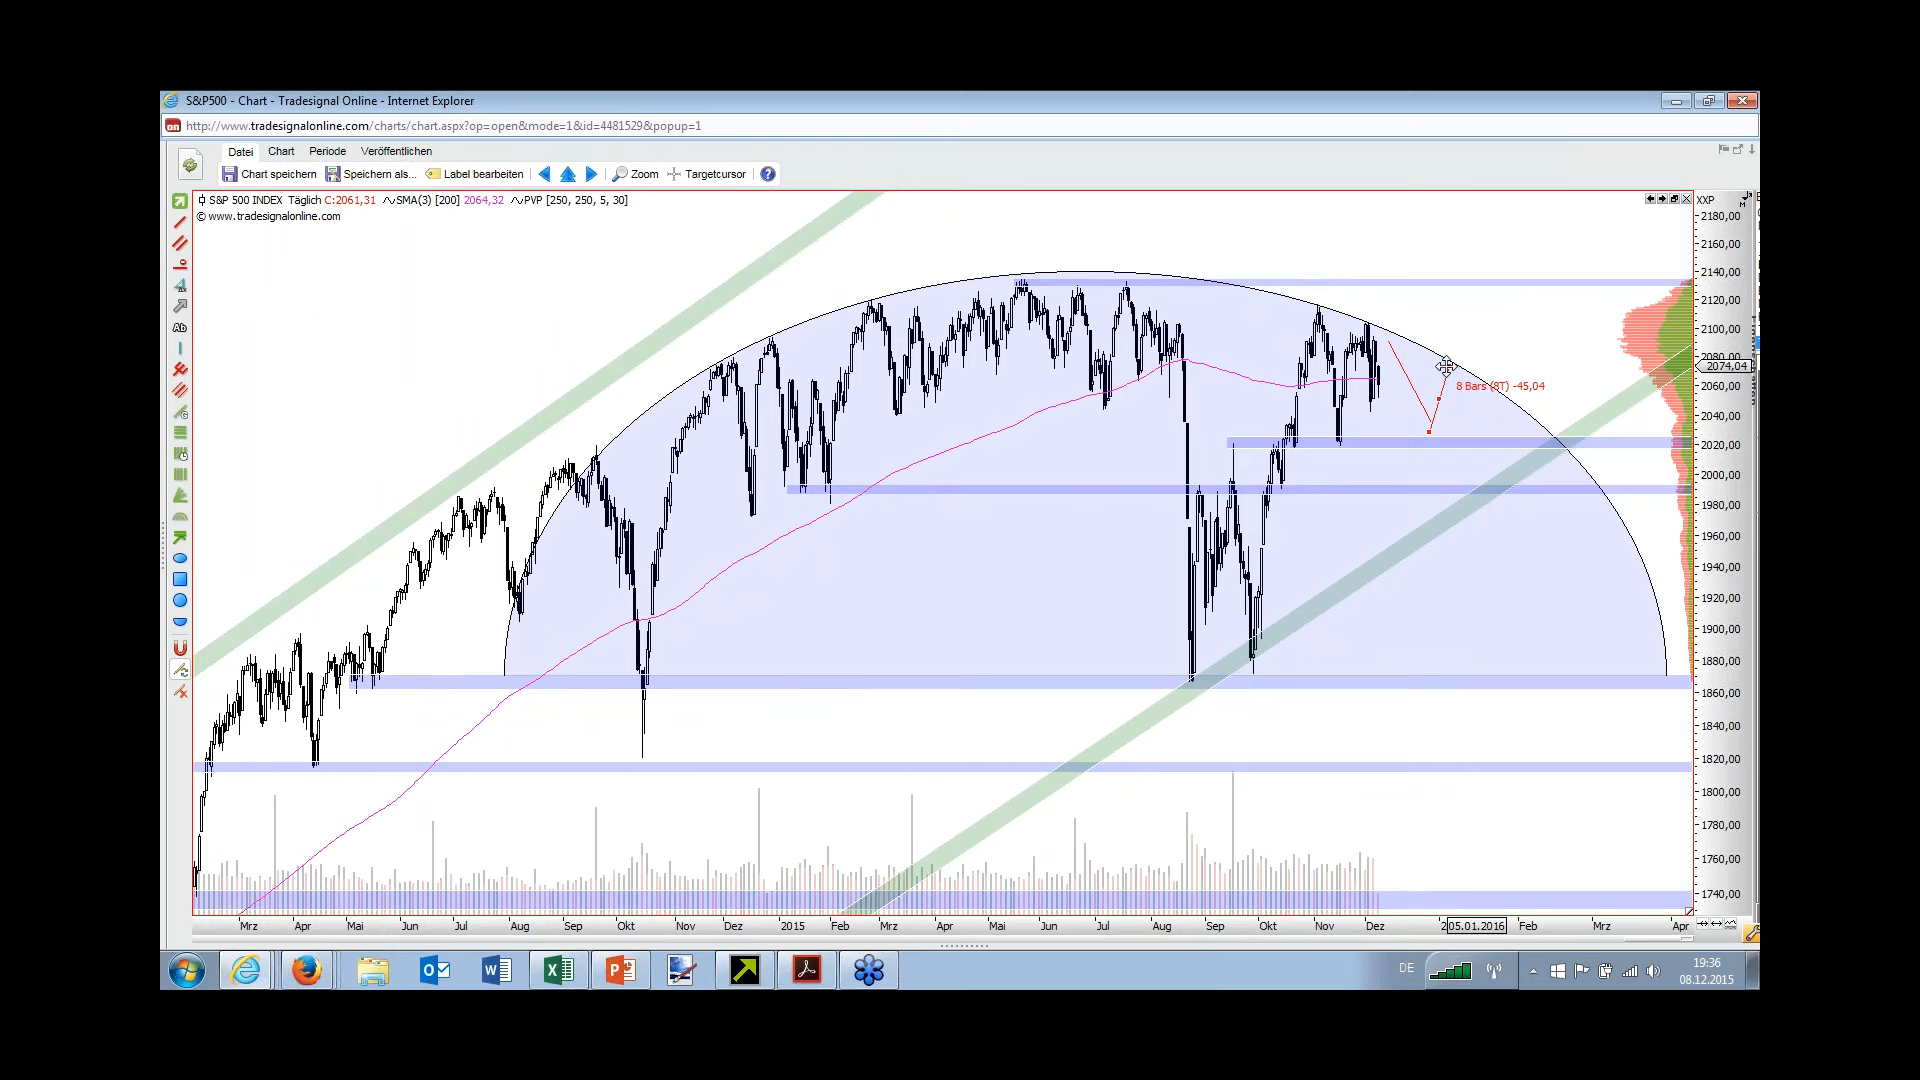 S&P500 - Chart - Tradesignal Online - Internet Explorer
on http://www.tradesignalonline.com/charts/chart.aspx?op=open&mode=1&id=4481529&popup=1
Datei Chart Periode Veröffentlichen
Chart speichern Speichern als... Label bearbeiten Zoom Targetcursor ?
S&P 500 INDEX Täglich C:2061,31 SMA(3) [200] 2064,32 PVP [250, 250, 5, 30]
© www.tradesignalonline.com
XXP
2180,00
2160,00
2140,00
2120,00
2100,00
2080,00
2074,04
2060,00
2040,00
2020,00
2000,00
1980,00
1960,00
1940,00
1920,00
1900,00
1880,00
1860,00
1840,00
1820,00
1800,00
1780,00
1760,00
1740,00
8 Bars (8T) -45,04
Ab
Mrz Apr Mai Jun Jul Aug Sep Okt Nov Dez 2015 Feb Mrz Apr Mai Jun Jul Aug Sep Okt Nov Dez 05.01.2016 Feb Mrz Apr
DE
19:36
08.12.2015